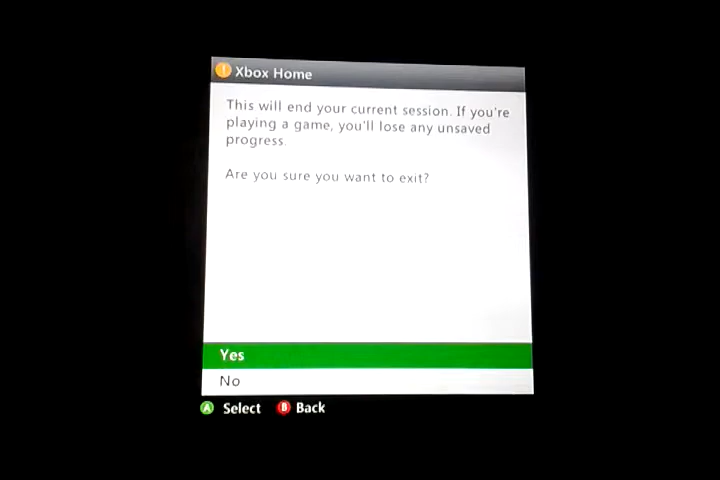 Xbox Home
This will end your current session. If you're
playing a game, you'll lose any unsaved
progress.
Are you sure you want to exit?
Yes
No
A Select B Back